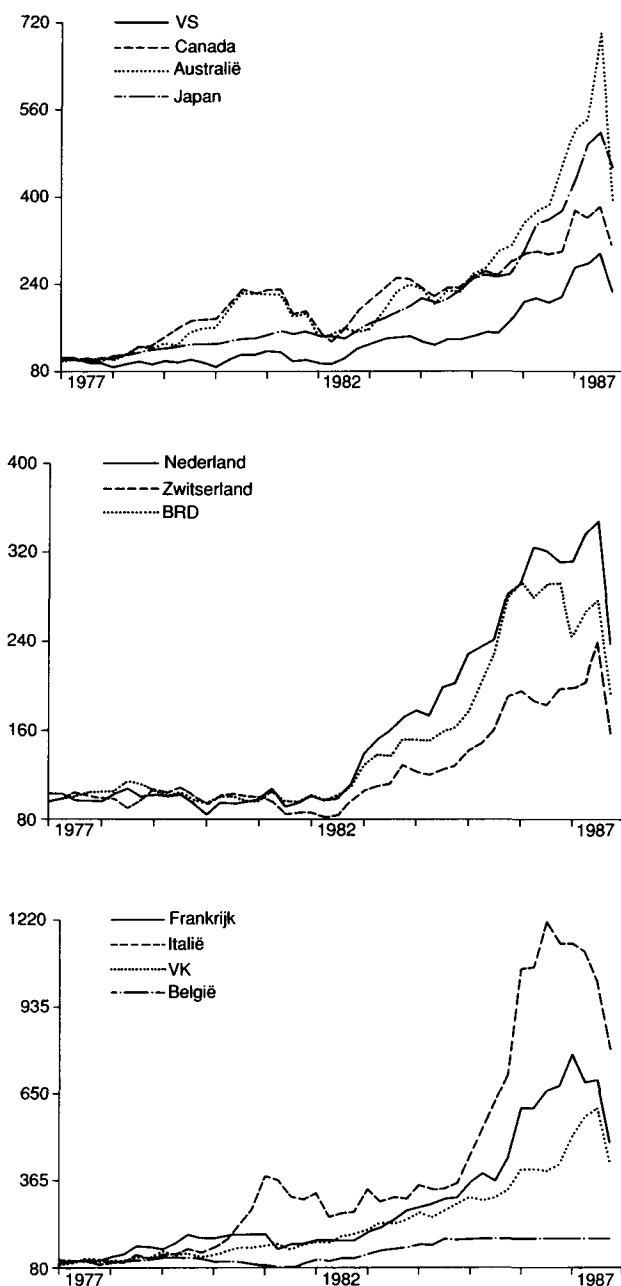 720
560
400
240
80
VS
Canada
Australië
Japan
1977
1982
1987
400
320
240
160
80
Nederland
Zwitserland
BRD
1977
1982
1987
1220
935
650
365
80
Frankrijk
Italië
VK
België
1977
1982
1987